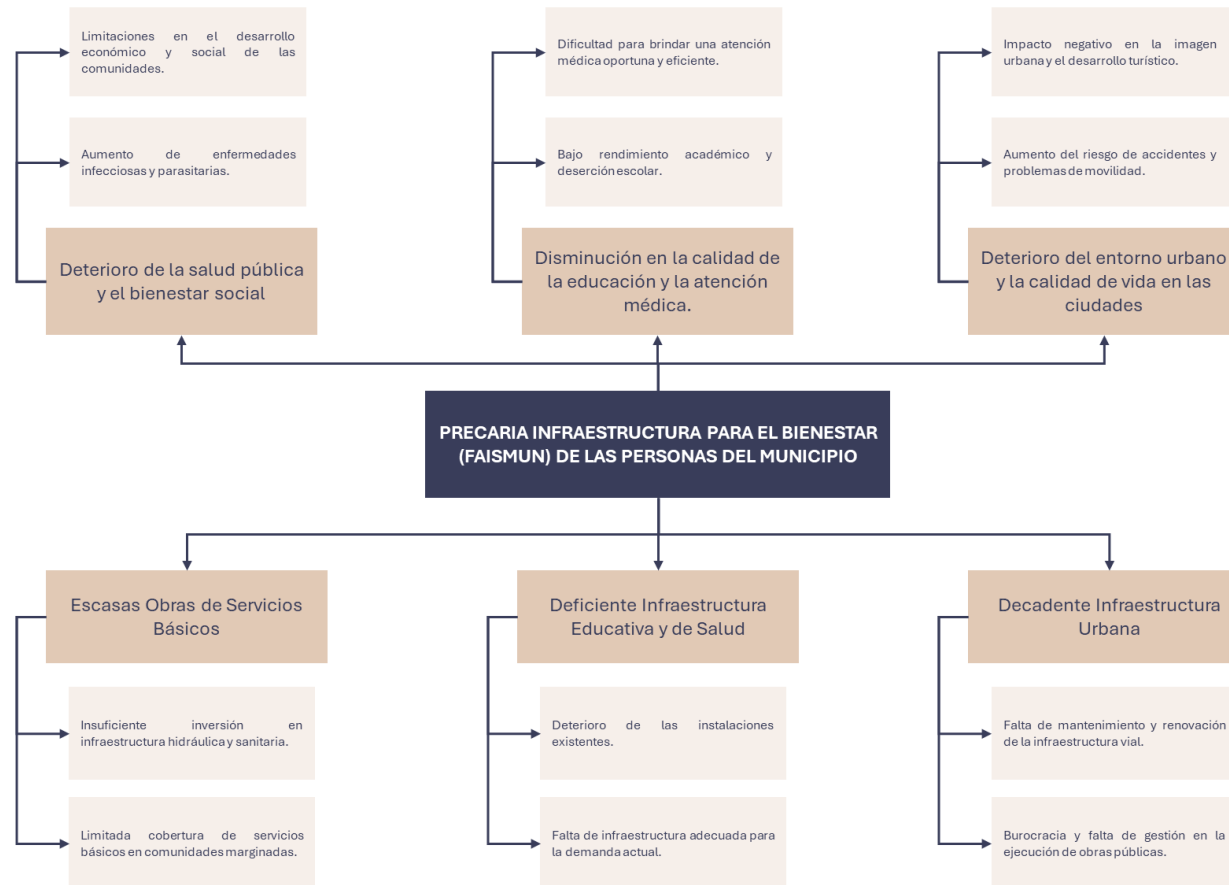 Limitaciones en el desarrollo
económico y social de las
comunidades.
Dificultad para brindar una atención
médica oportuna y eficiente.
Impacto negativo en la imagen
urbana y el desarrollo turístico.
Aumento de enfermedades
infecciosas y parasitarias.
Bajo rendimiento académico y
deserción escolar.
Aumento del riesgo de accidentes y
problemas de movilidad.
Deterioro de la salud pública
y el bienestar social
Disminución en la calidad de
la educación y la atención
médica.
Deterioro del entorno urbano
y la calidad de vida en las
ciudades
PRECARIA INFRAESTRUCTURA PARA EL BIENESTAR
(FAISMUN) DE LAS PERSONAS DEL MUNICIPIO
Escasas Obras de Servicios
Básicos
Deficiente Infraestructura
Educativa y de Salud
Decadente Infraestructura
Urbana
Insuficiente inversión en
infraestructura hidráulica y sanitaria.
Deterioro de las instalaciones
existentes.
Falta de mantenimiento y renovación
de la infraestructura vial.
Limitada cobertura de servicios
básicos en comunidades marginadas.
Falta de infraestructura adecuada para
la demanda actual.
Burocracia y falta de gestión en la
ejecución de obras públicas.